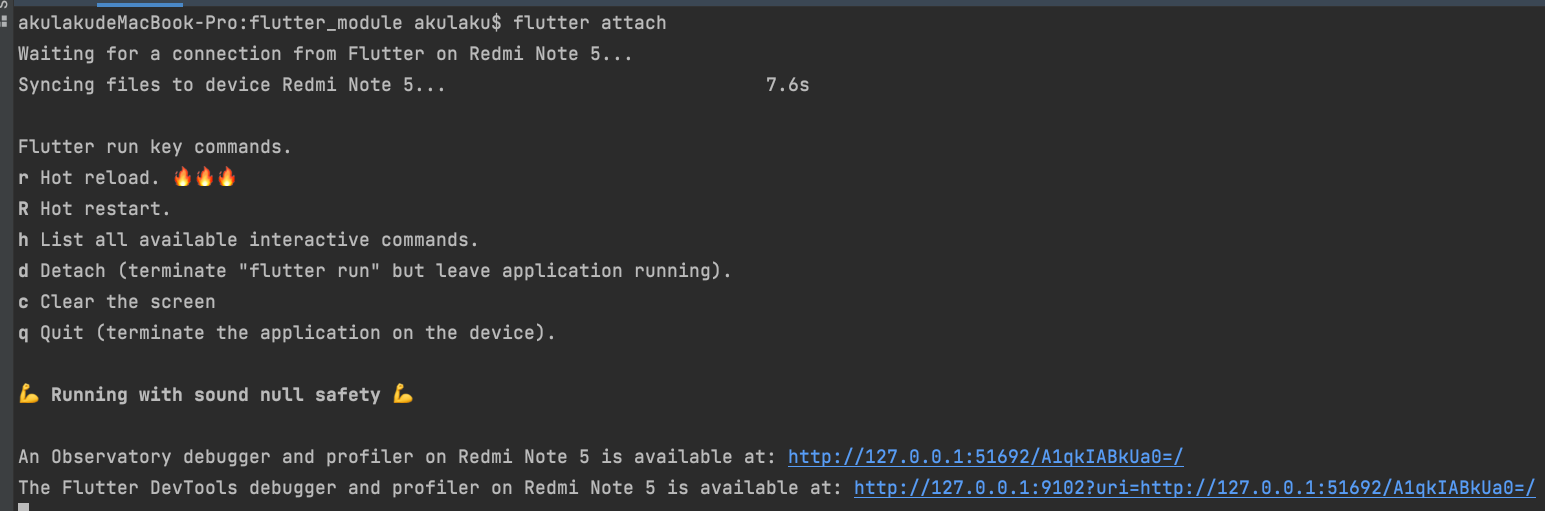 akulakudeMacBook-Pro:flutter_module akulaku$ flutter attach
Waiting for a connection from Flutter on Redmi Note 5...
Syncing files to device Redmi Note 5... 7.6s
Flutter run key commands.
r Hot reload. 🔥🔥🔥
R Hot restart.
h List all available interactive commands.
d Detach (terminate "flutter run" but leave application running).
c Clear the screen
q Quit (terminate the application on the device).
💪 Running with sound null safety 💪
An Observatory debugger and profiler on Redmi Note 5 is available at: http://127.0.0.1:51692/A1qkIABkUa0=/
The Flutter DevTools debugger and profiler on Redmi Note 5 is available at: http://127.0.0.1:9102?uri=http://127.0.0.1:51692/A1qkIABkUa0=/